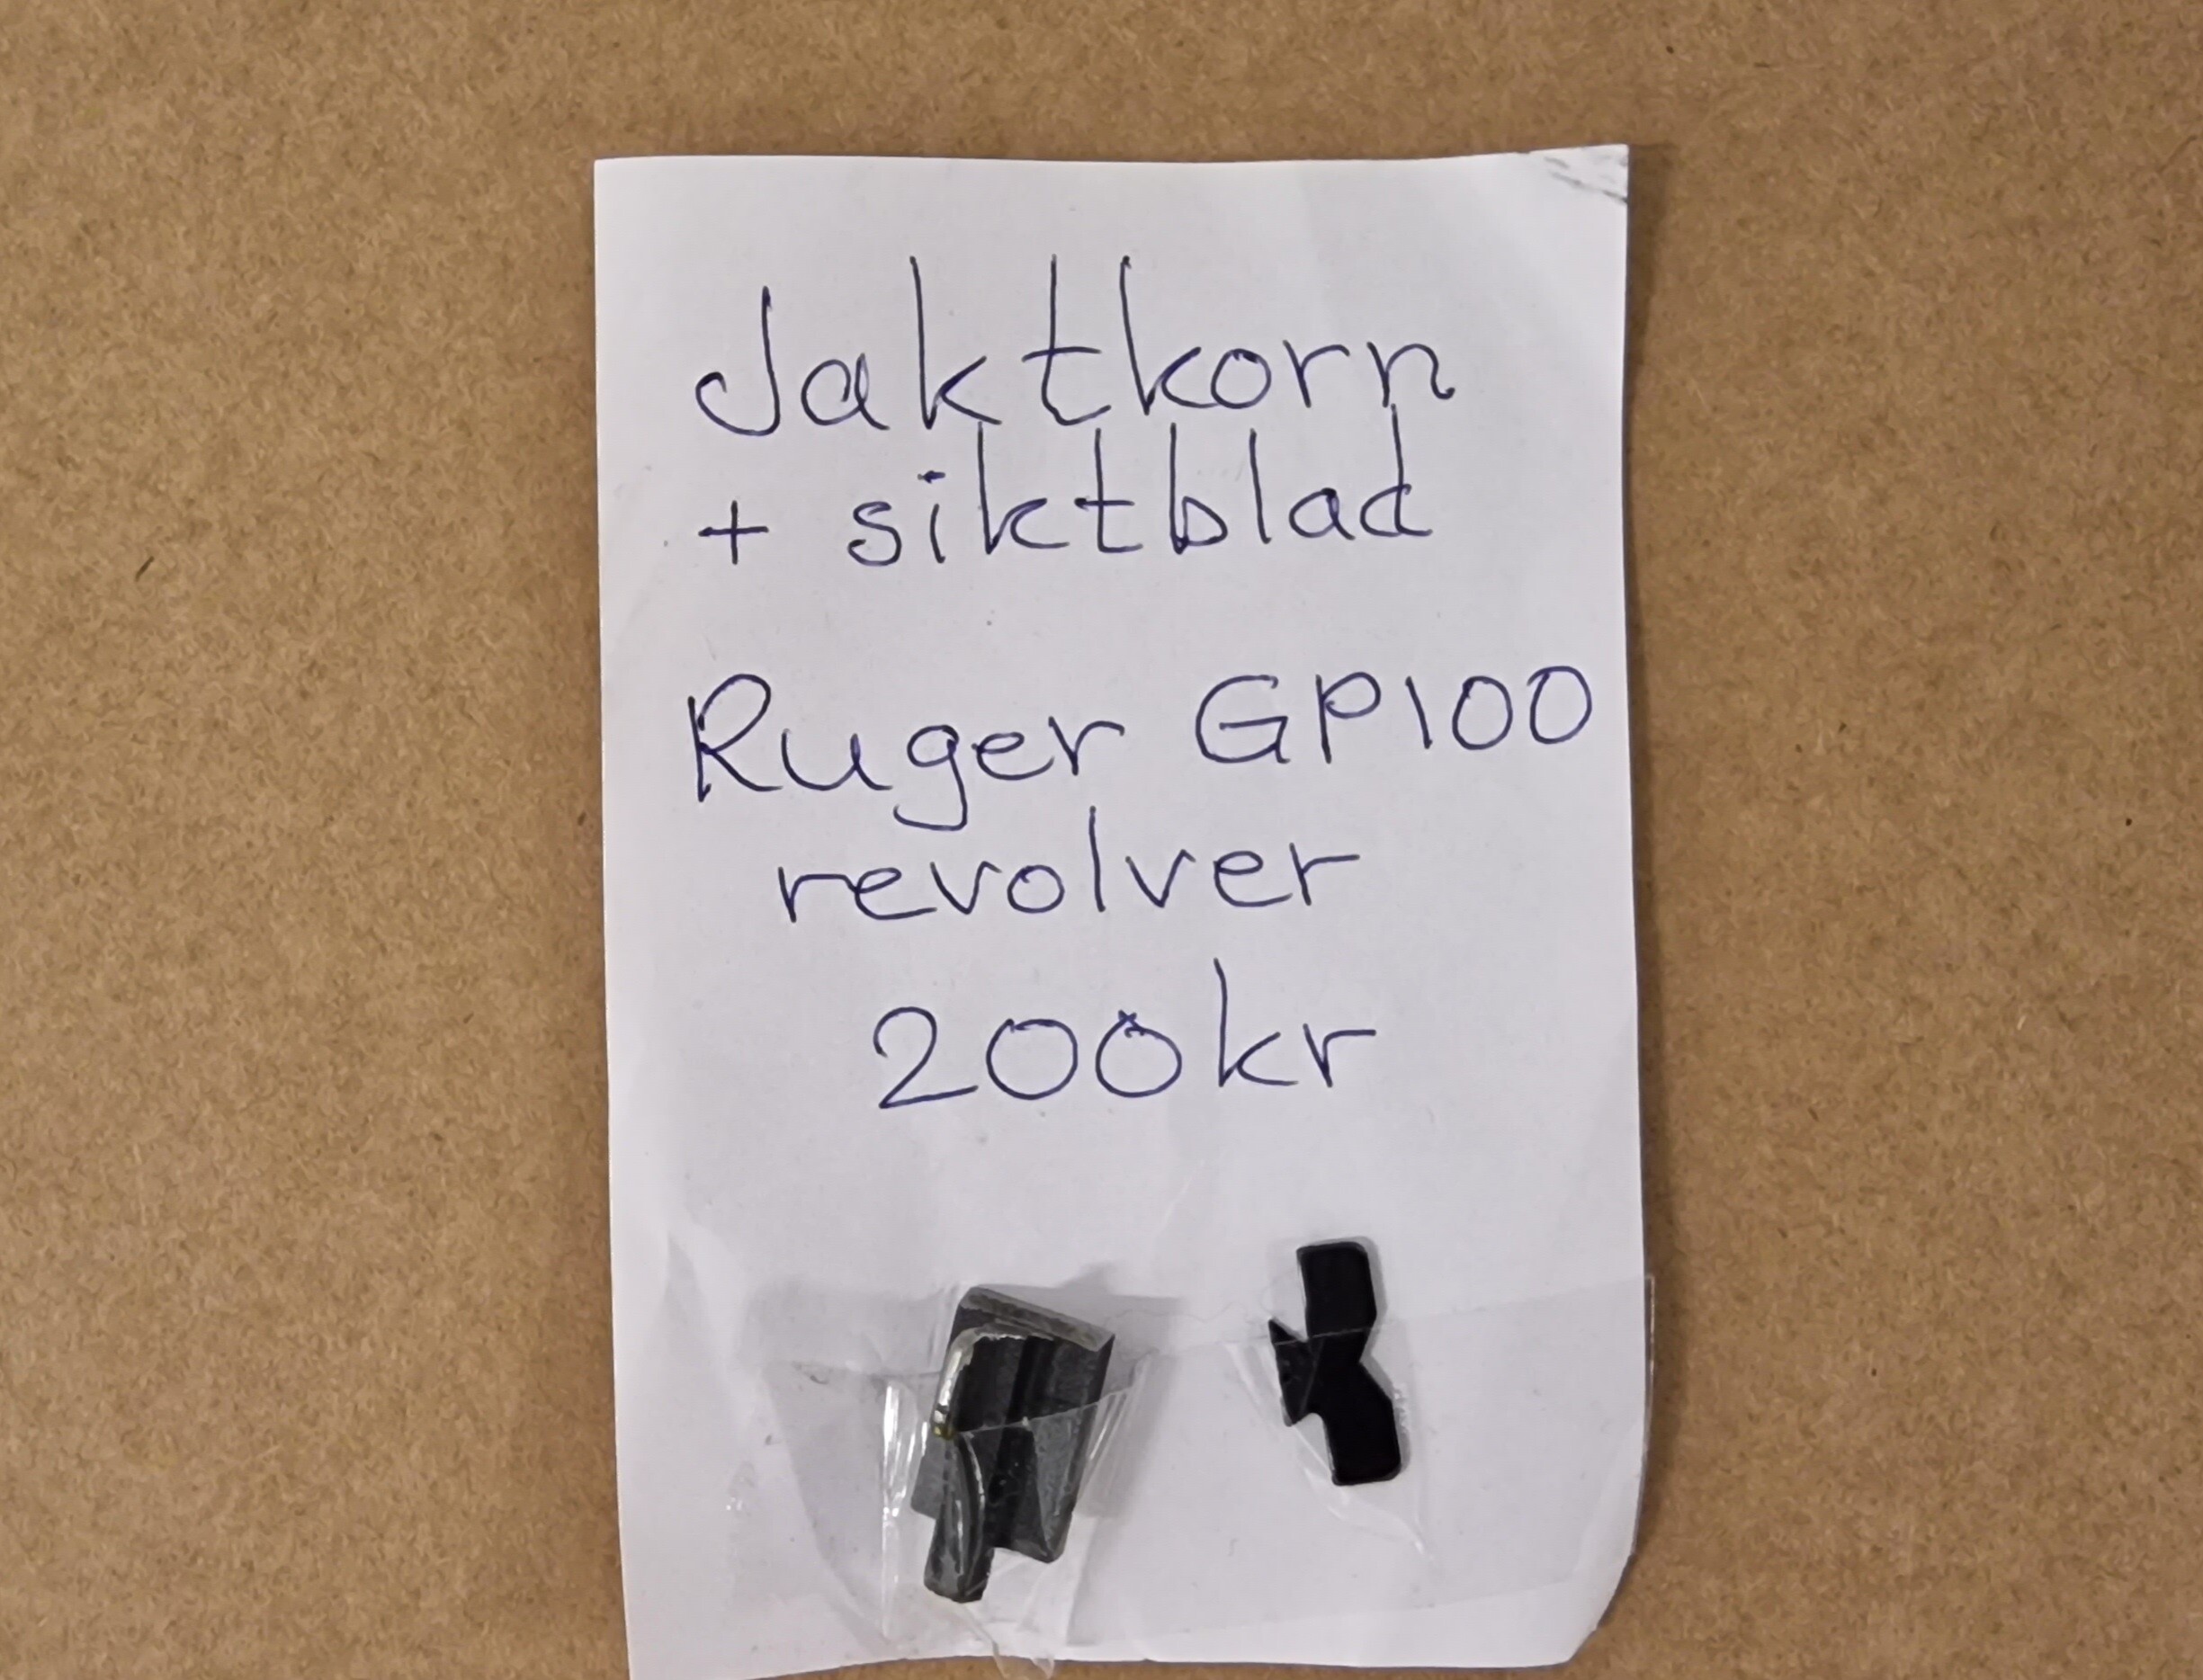 Jaktkorn
+ siktblad
Ruger GP100
revolver
200kr